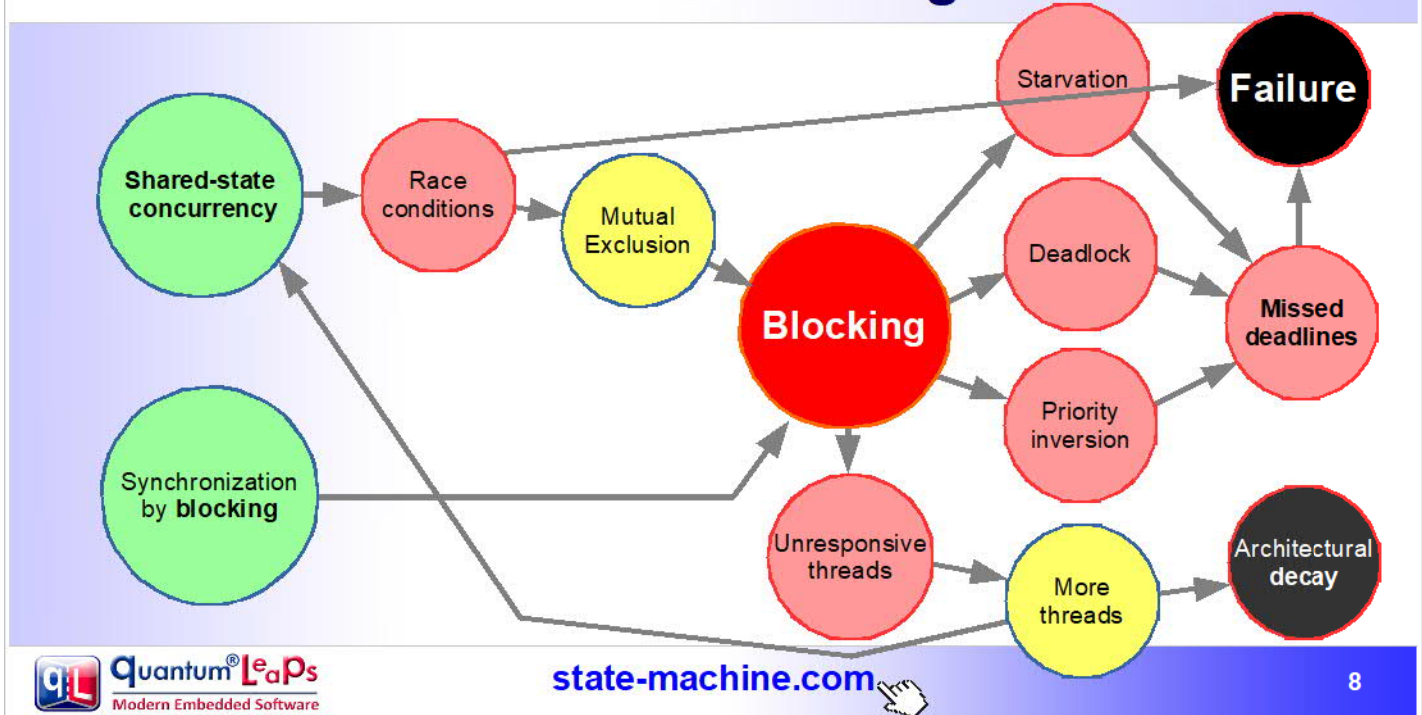 Starvation
Failure
Shared-state
concurrency
Race
conditions
Mutual
Exclusion
Deadlock
Blocking
Missed
deadlines
Priority
inversion
Synchronization
by blocking
Unresponsive
threads
More
threads
Architectural
decay
QL
Quantum® LeaPs
Modern Embedded Software
state-machine.com
8